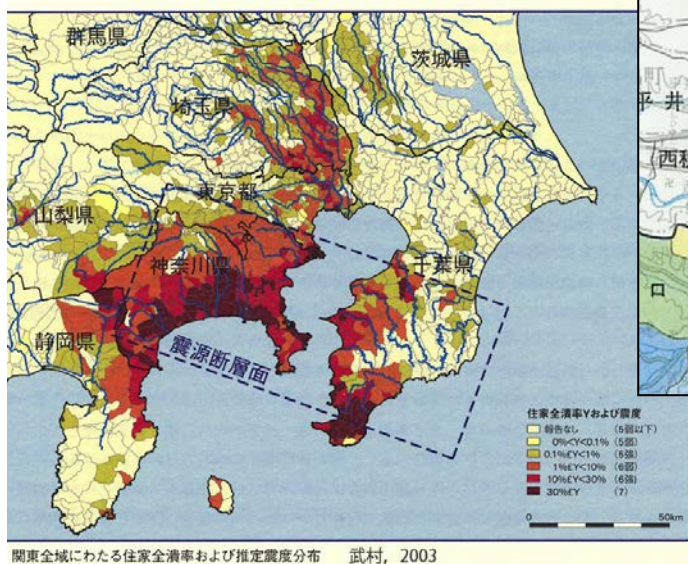 群馬県
茨城県
埼玉県
東京都
山梨県
神奈川県
千葉県
静岡県
震源断層面
住家全潰率Yおよび震度
報告なし (5弱以下)
0%<Y<0.1% (5弱)
0.1%£Y<1% (5強)
1%£Y<10% (6弱)
10%£Y<30% (6強)
30%£Y (7)
0 50km
関東全域にわたる住家全潰率および推定震度分布 武村, 2003
町
平井
西
口